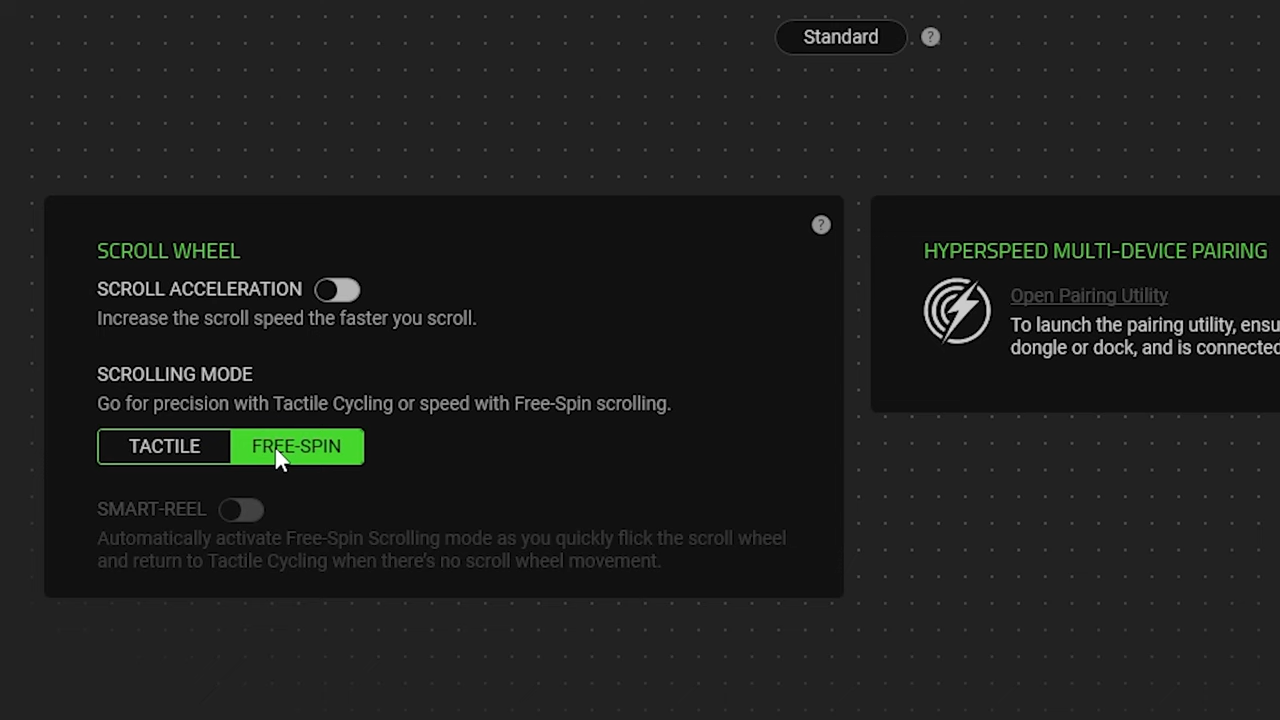 Standard
?
?
SCROLL WHEEL
SCROLL ACCELERATION
Increase the scroll speed the faster you scroll.
SCROLLING MODE
Go for precision with Tactile Cycling or speed with Free-Spin scrolling.
TACTILE FREE-SPIN
SMART-REEL
Automatically activate Free-Spin Scrolling mode as you quickly flick the scroll wheel
and return to Tactile Cycling when there's no scroll wheel movement.
HYPERSPEED MULTI-DEVICE PAIRING
Open Pairing Utility
To launch the pairing utility, ensu
dongle or dock, and is connected